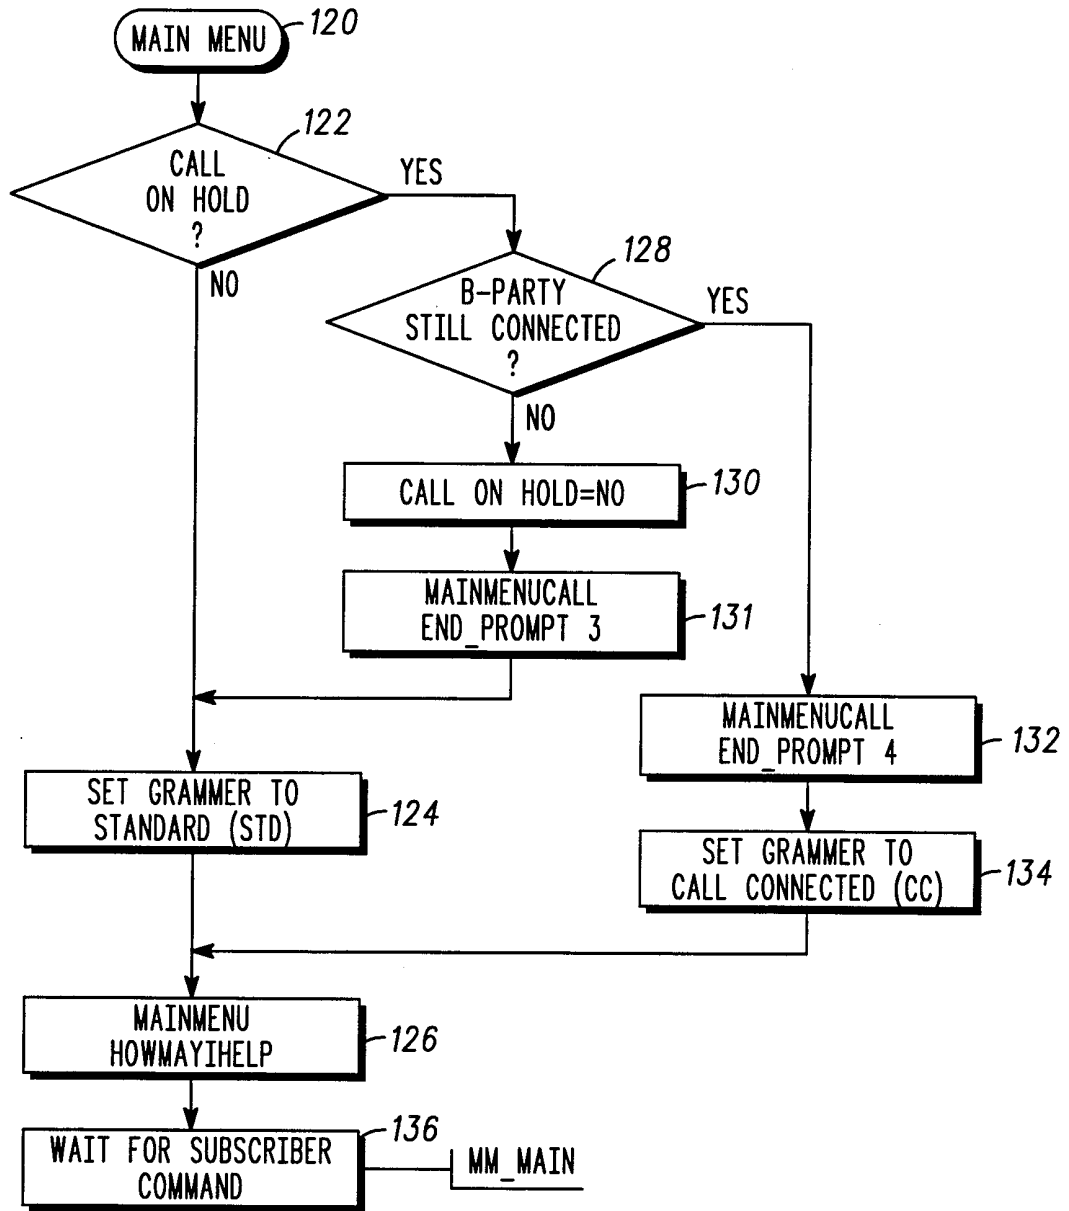 MAIN MENU
120
CALL
ON HOLD
?
122
YES
NO
B-PARTY
STILL CONNECTED
?
128
YES
NO
CALL ON HOLD=NO
130
MAINMENUCALL
END_PROMPT 3
131
MAINMENUCALL
END_PROMPT 4
132
SET GRAMMER TO
STANDARD (STD)
124
SET GRAMMER TO
CALL CONNECTED (CC)
134
MAINMENU
HOWMAYIHELP
126
WAIT FOR SUBSCRIBER
COMMAND
136
MM_MAIN